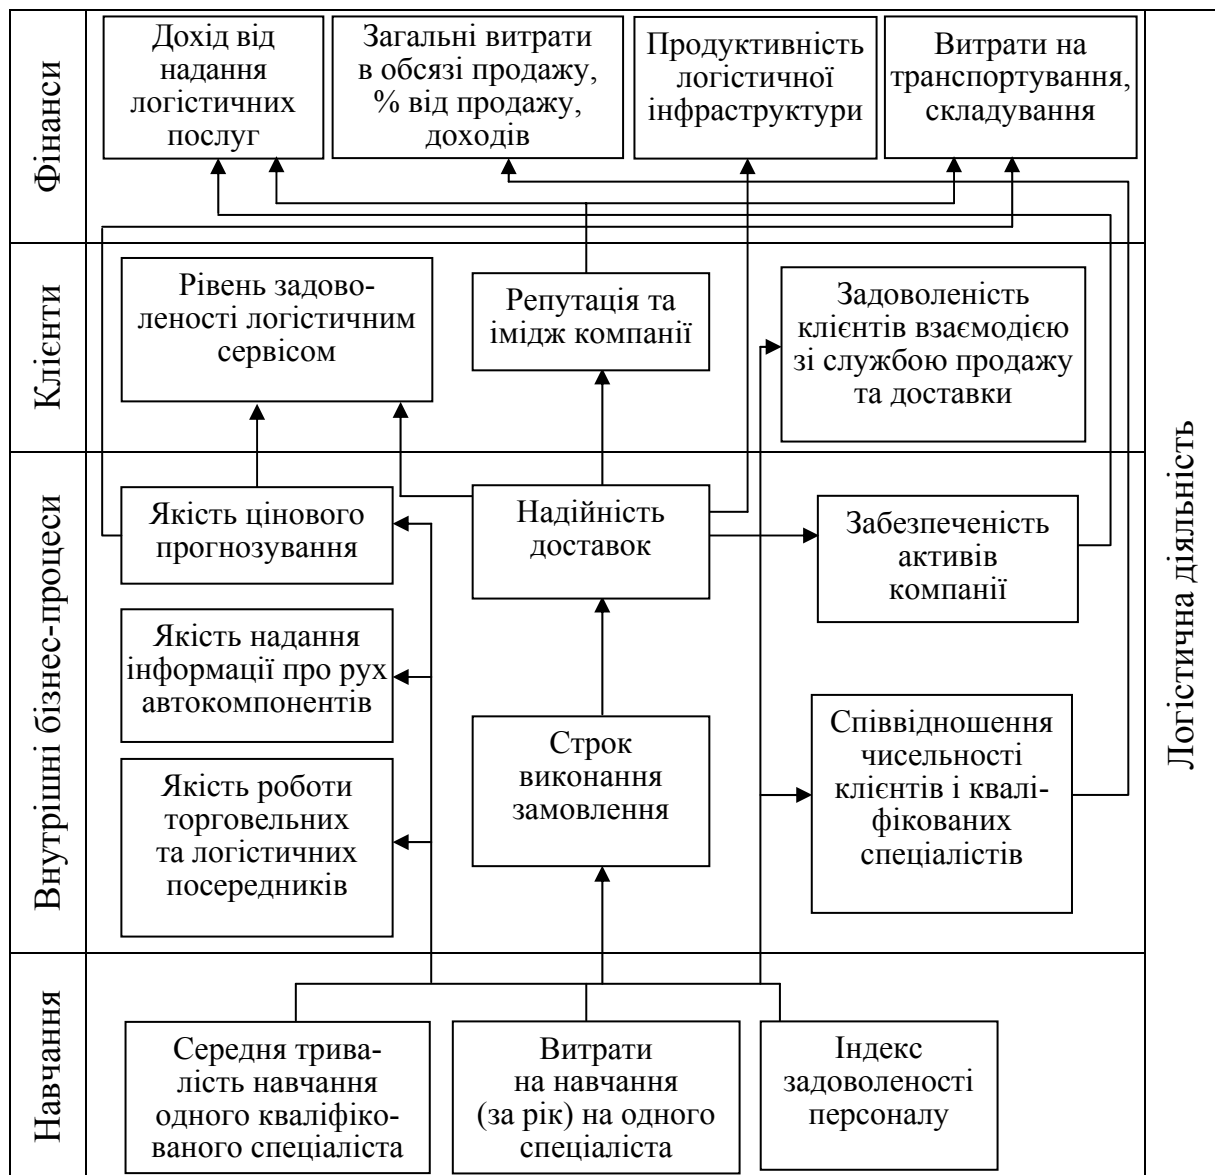 Фінанси
Дохід від
надання
логістичних
послуг
Загальні витрати
в обсязі продажу,
% від продажу,
доходів
Продуктивність
логістичної
інфраструктури
Витрати на
транспортування,
складування
Клієнти
Рівень задово-
леності логістичним
сервісом
Репутація та
імідж компанії
Задоволеність
клієнтів взаємодією
зі службою продажу
та доставки
Внутрішні бізнес-процеси
Якість цінового
прогнозування
Надійність
доставок
Забезпеченість
активів
компанії
Якість надання
інформації про рух
автокомпонентів
Строк
виконання
замовлення
Співвідношення
чисельності
клієнтів і квалі-
фікованих
спеціалістів
Якість роботи
торговельних
та логістичних
посередників
Навчання
Середня трива-
лість навчання
одного кваліфіко-
ваного спеціаліста
Витрати
на навчання
(за рік) на одного
спеціаліста
Індекс
задоволеності
персоналу
Логістична діяльність